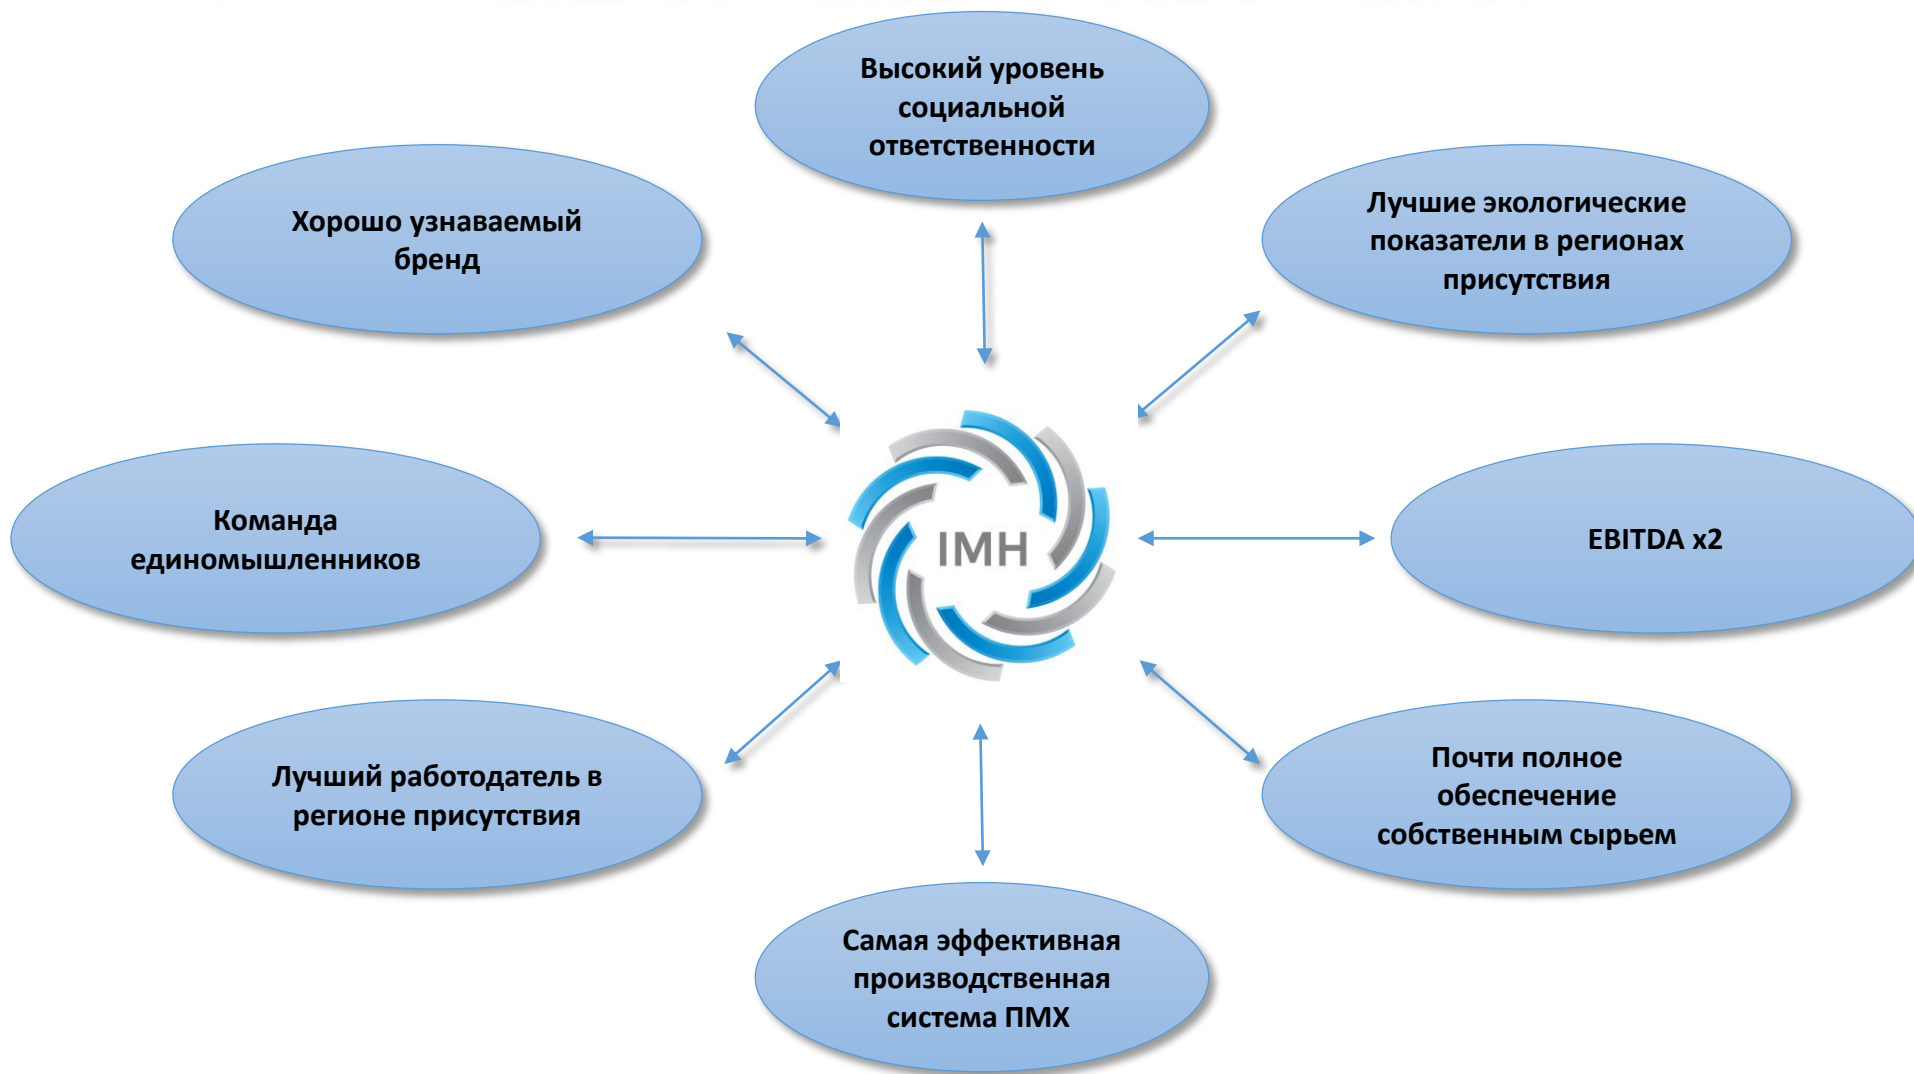 Высокий уровень
социальной
ответственности
Хорошо узнаваемый
бренд
Лучшие экологические
показатели в регионах
присутствия
Команда
единомышленников
IMH
EBITDA x2
Лучший работодатель в
регионе присутствия
Почти полное
обеспечение
собственным сырьем
Самая эффективная
производственная
система ПМХ